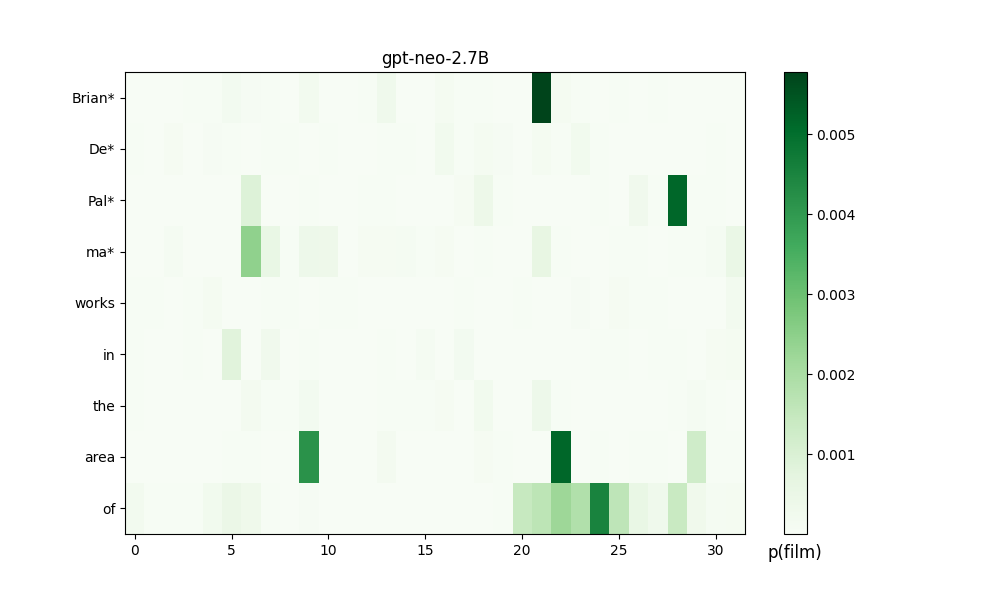 gpt-neo-2.7B
Brian*
De*
Pal*
ma*
works
in
the
area
of
0 5 10 15 20 25 30
0.005
0.004
0.003
0.002
0.001
p(film)